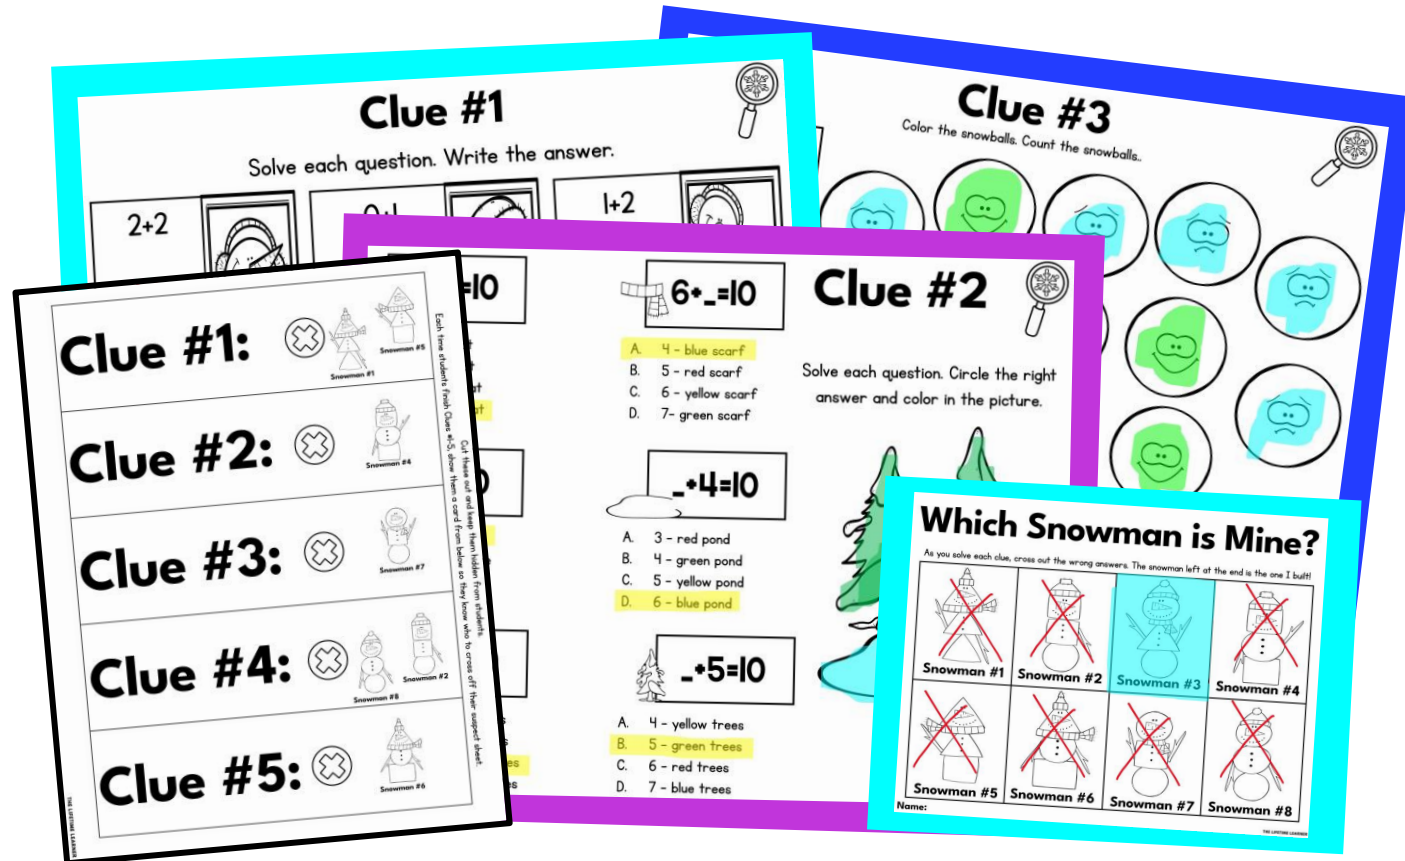 Clue #1
Solve each question. Write the answer.
2+2
0+1
1+2
Clue #3
Color the snowballs. Count the snowballs..
=10
6+_=10
A. 4 - blue scarf
B. 5 - red scarf
C. 6 - yellow scarf
D. 7- green scarf
_+4=10
A. 3 - red pond
B. 4 - green pond
C. 5 - yellow pond
D. 6 - blue pond
_+5=10
A. 4 - yellow trees
B. 5 - green trees
C. 6 - red trees
D. 7 - blue trees
Clue #2
Solve each question. Circle the right
answer and color in the picture.
Clue #1:
Snowman #1
Snowman #5
Clue #2:
Snowman #4
Clue #3:
Snowman #7
Clue #4:
Snowman #8
Snowman #2
Clue #5:
Snowman #6
Cut these out and keep them hidden from students.
Each time students finish Clues #1-5, show them a card from below so they know who to cross off their suspect sheet.
THE LIFETIME LEARNER
Which Snowman is Mine?
As you solve each clue, cross out the wrong answers. The snowman left at the end is the one I built!
Snowman #1
Snowman #2
Snowman #3
Snowman #4
Snowman #5
Snowman #6
Snowman #7
Snowman #8
Name:
THE LIFETIME LEARNER